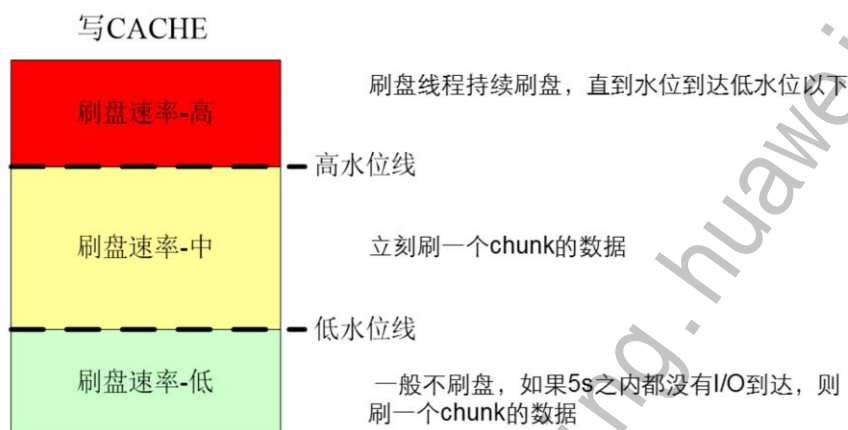 写CACHE
刷盘速率-高
刷盘线程持续刷盘，直到水位到达低水位以下
高水位线
刷盘速率-中
立刻刷一个chunk的数据
低水位线
刷盘速率-低
一般不刷盘，如果5s之内都没有I/O到达，则
刷一个chunk的数据
ng.huawei